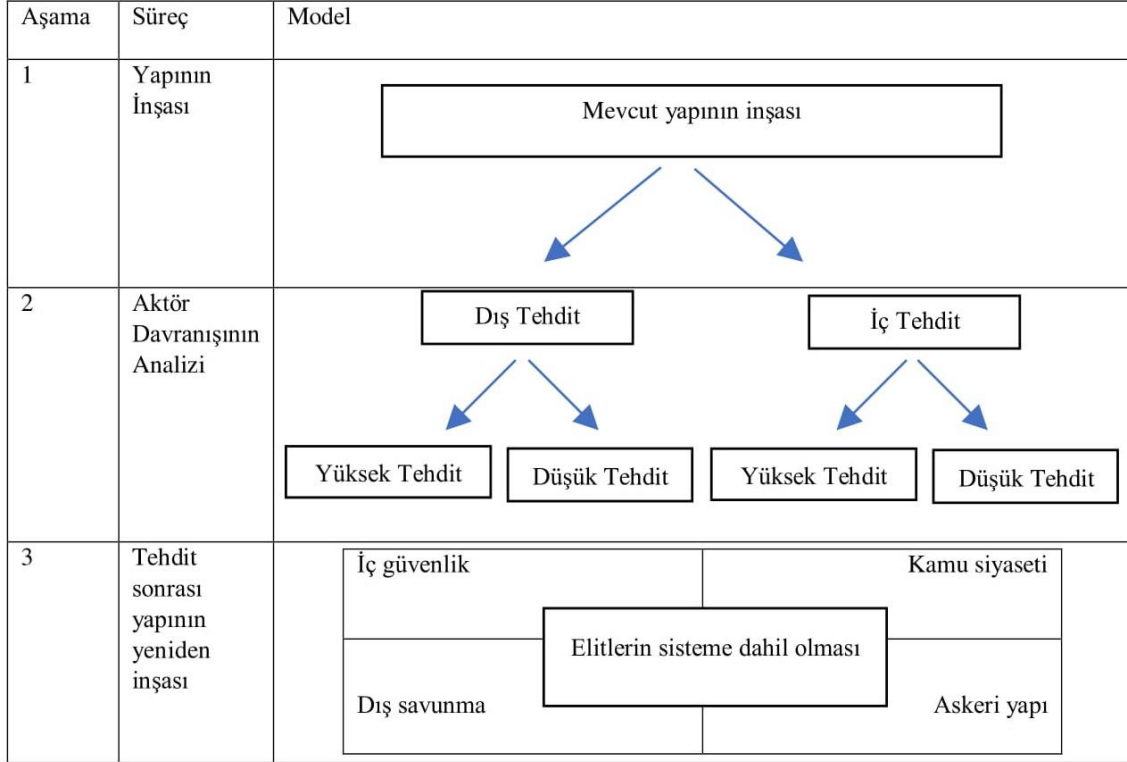 Aşama Süreç Model
1 Yapının
İnşası
Mevcut yapının inşası
2 Aktör
Davranışının
Analizi
Dış Tehdit İç Tehdit
Yüksek Tehdit Düşük Tehdit Yüksek Tehdit Düşük Tehdit
3 Tehdit
sonrası
yapının
yeniden
inşası
İç güvenlik Kamu siyaseti
Elitlerin sisteme dahil olması
Dış savunma Askeri yapı